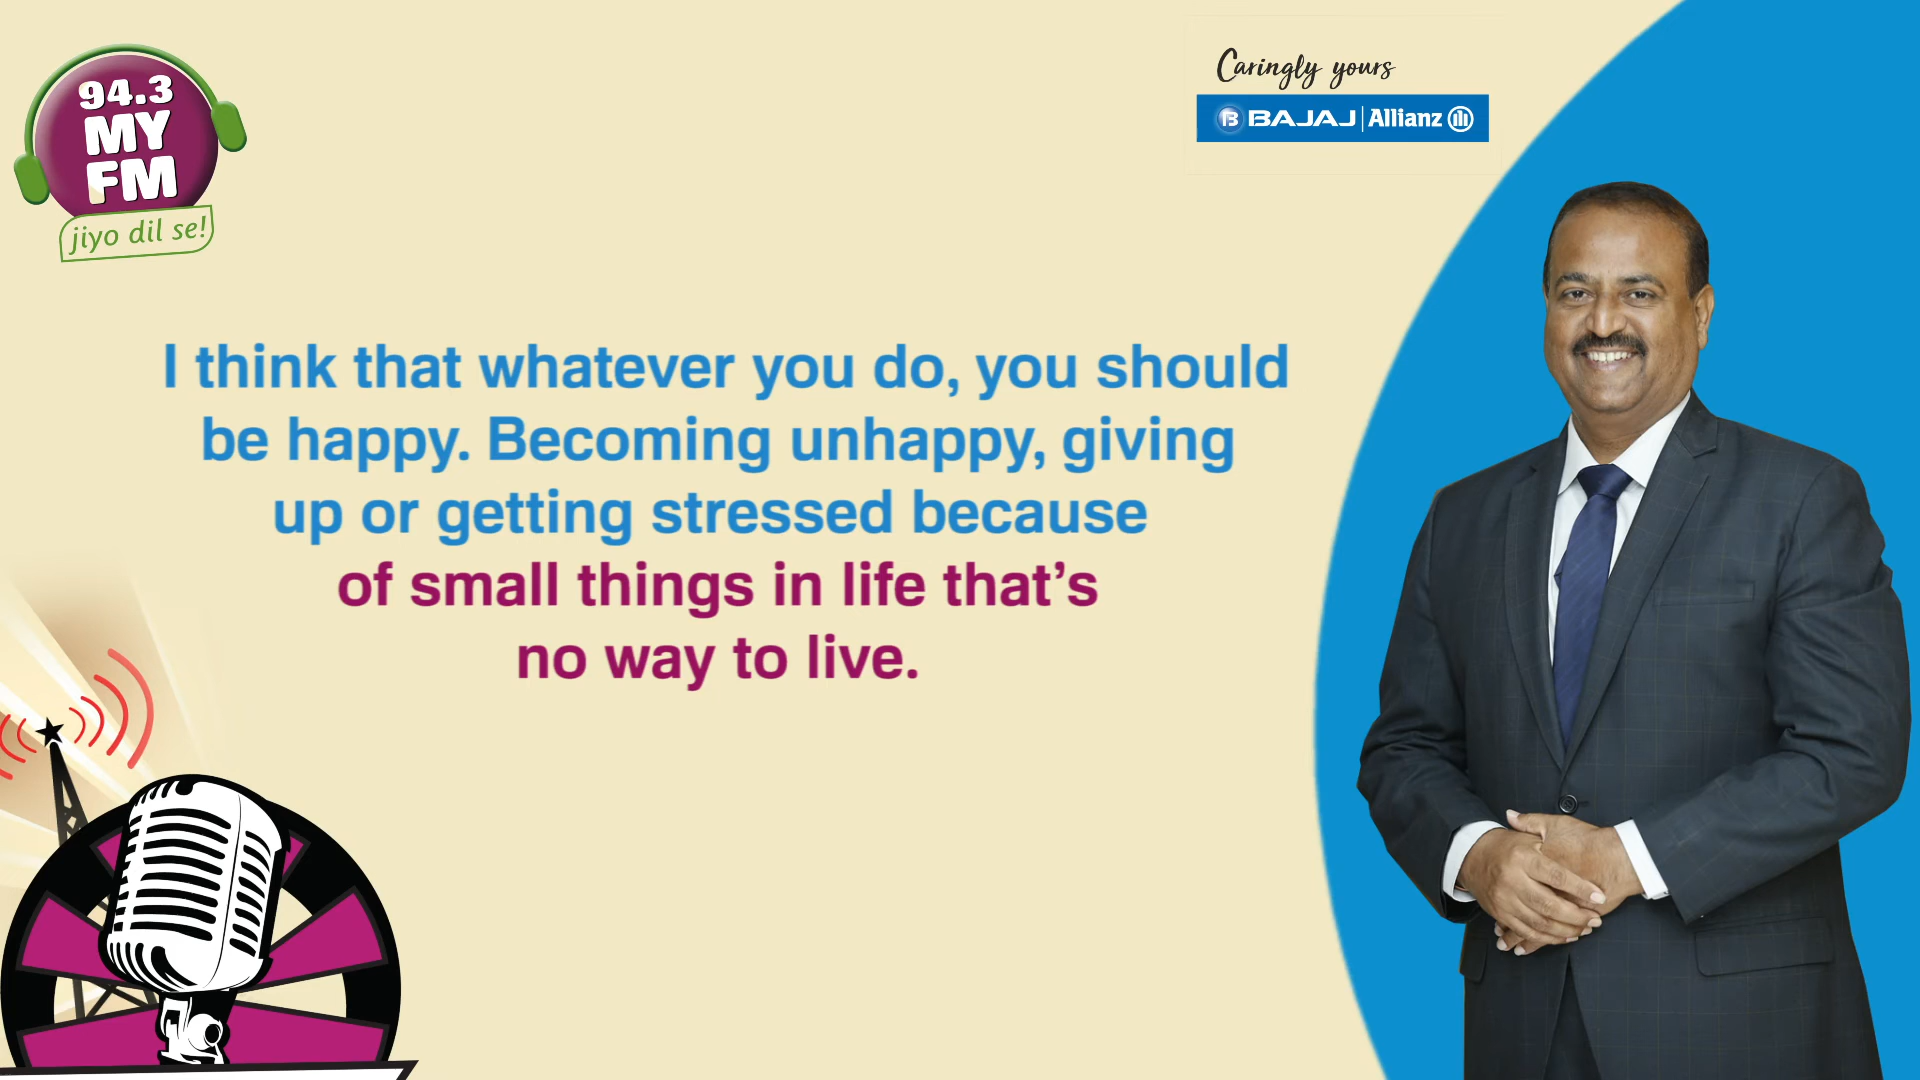 94.3
MY
FM
jiyo dil se!
Caringly yours
B BAJAJ | Allianz
I think that whatever you do, you should
be happy. Becoming unhappy, giving
up or getting stressed because
of small things in life that’s
no way to live.